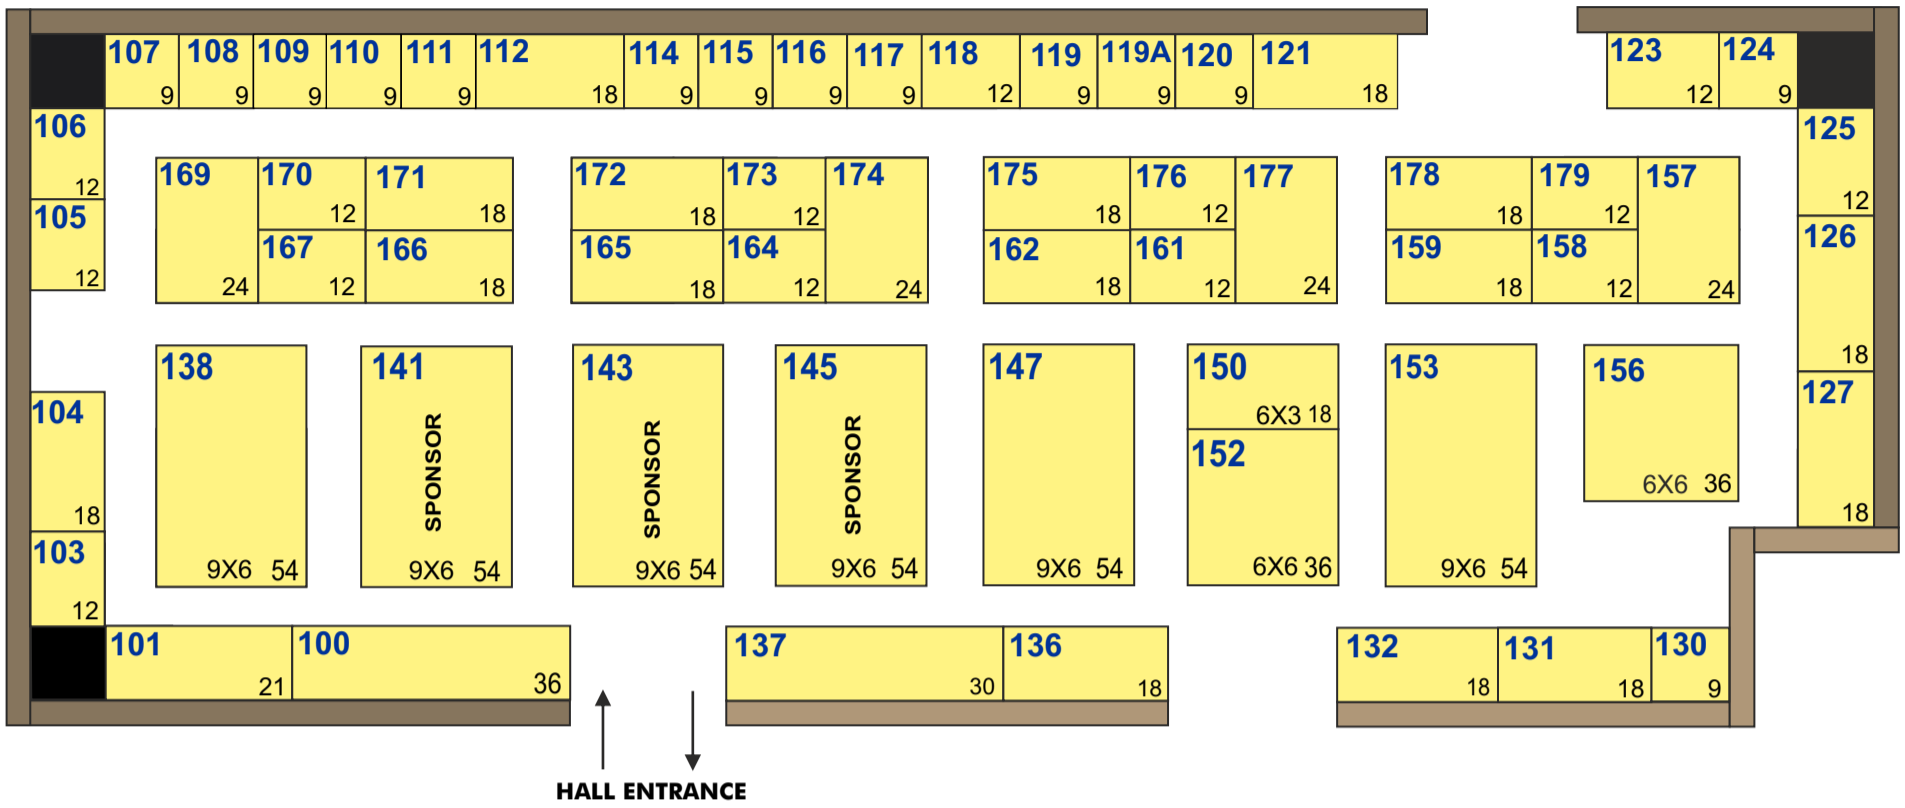 107 108 109 110 111 112 114 115 116 117 118 119 119A 120 121 123 124
9 9 9 9 9 18 9 9 9 9 12 9 9 9 18 12 9
106
12
105
12
125
12
126
18
127
18
169 170 171 172 173 174 175 176 177 178 179 157
12 18 18 12 18 12 18 12
167 166 165 164 162 161 159 158
24 12 18 18 12 24 18 12 24 18 12 24
138 141 143 145 147 150 153 156
6X3 18
152
SPONSOR SPONSOR SPONSOR
6X6 36
9X6 54 9X6 54 9X6 54 9X6 54 9X6 54 6X6 36 9X6 54
104
18
103
12
101 100 137 136 132 131 130
21 36 30 18 18 18 9
HALL ENTRANCE